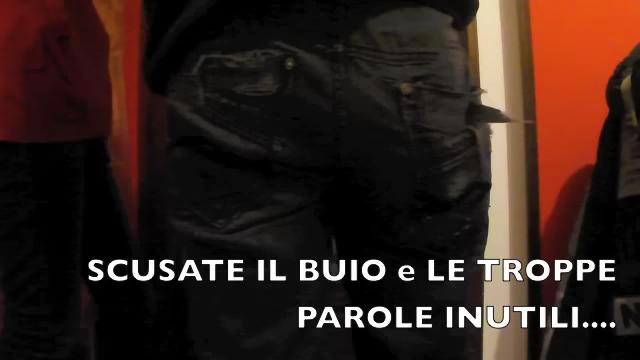 SCUSATE IL BUIO e LE TROPPE
PAROLE INUTILI....